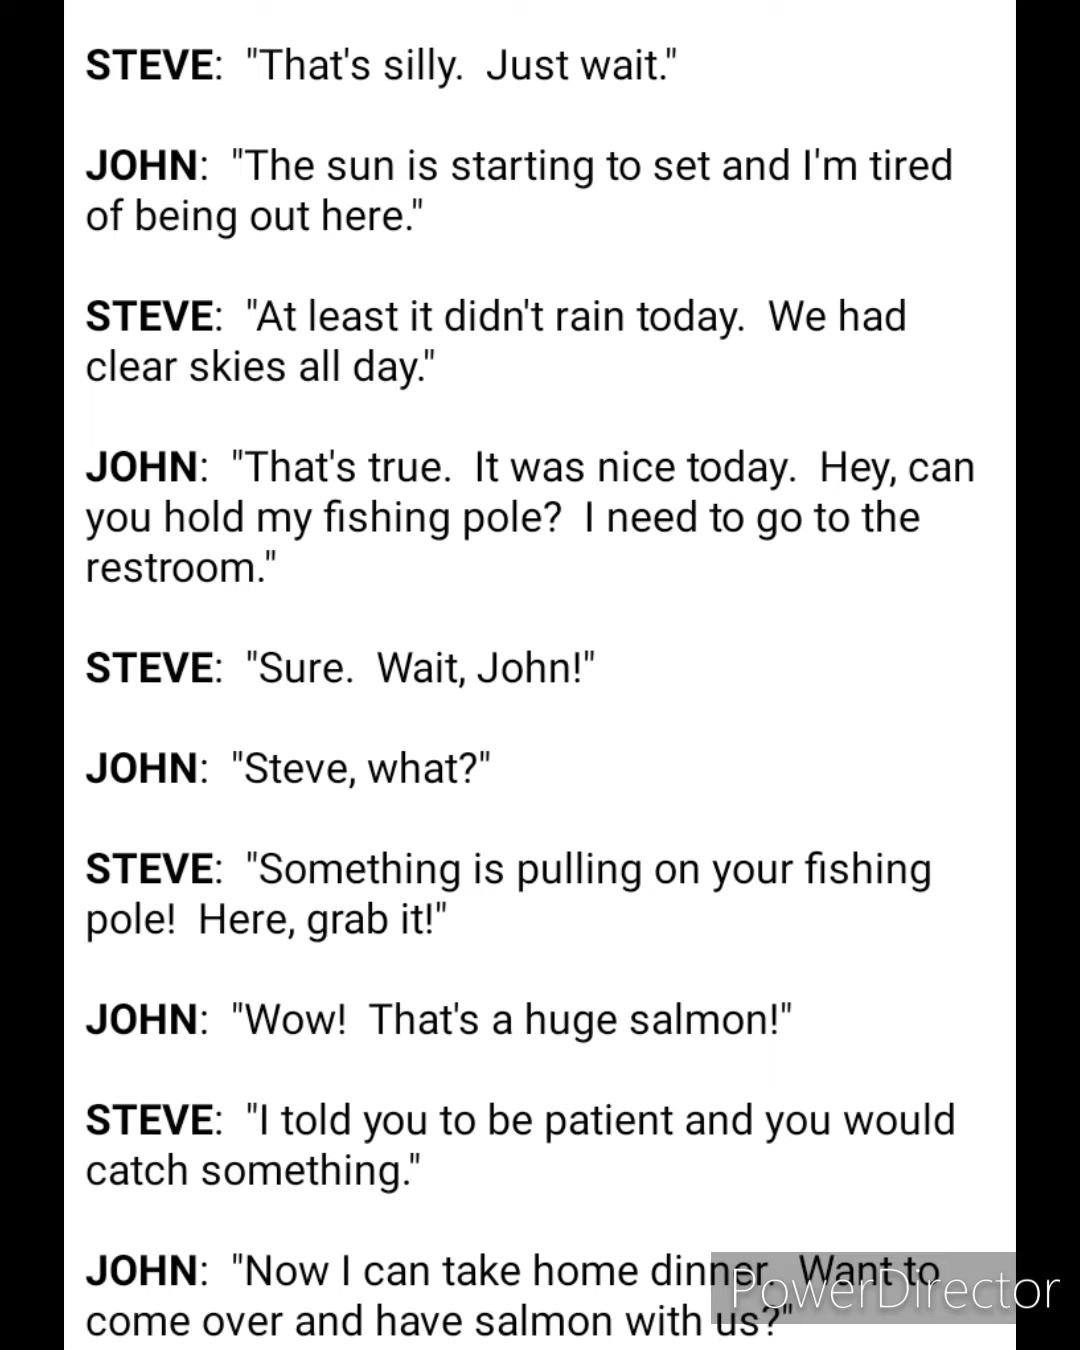 STEVE:  "That's silly.  Just wait."
JOHN:  "The sun is starting to set and I'm tired
of being out here."
STEVE:  "At least it didn't rain today.  We had
clear skies all day."
JOHN:  "That's true.  It was nice today.  Hey, can
you hold my fishing pole?  I need to go to the
restroom."
STEVE:  "Sure.  Wait, John!"
JOHN:  "Steve, what?"
STEVE:  "Something is pulling on your fishing
pole!  Here, grab it!"
JOHN:  "Wow!  That's a huge salmon!"
STEVE:  "I told you to be patient and you would
catch something."
JOHN:  "Now I can take home dinner.  Want to
come over and have salmon with us?"
PowerDirector